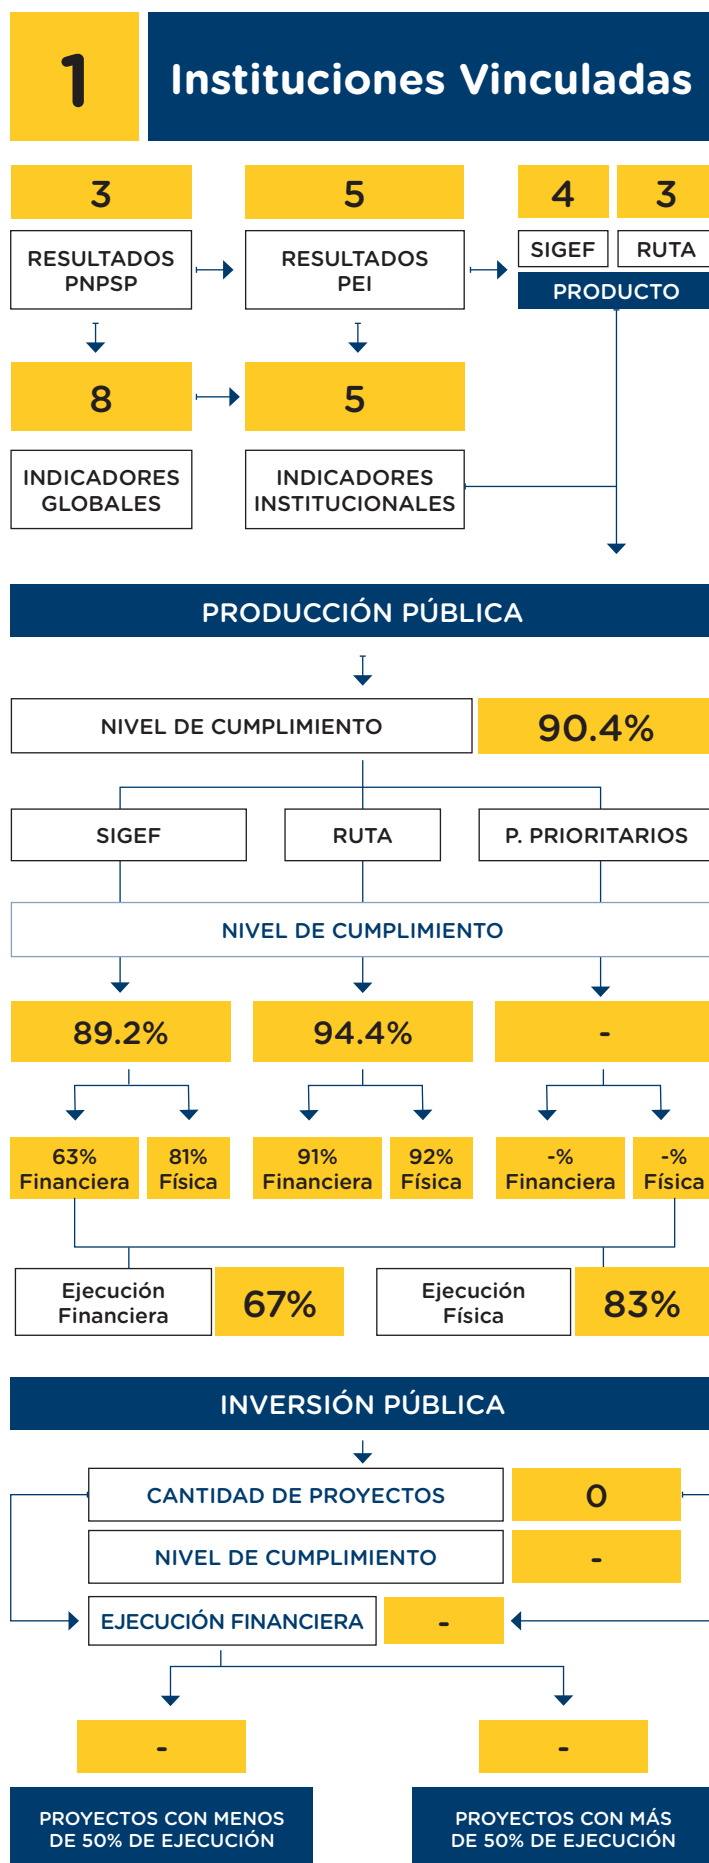 1
Instituciones Vinculadas
3
5
4
3
RESULTADOS
PNPSP
RESULTADOS
PEI
SIGEF
RUTA
PRODUCTO
8
5
INDICADORES
GLOBALES
INDICADORES
INSTITUCIONALES
PRODUCCIÓN PÚBLICA
NIVEL DE CUMPLIMIENTO
90.4%
SIGEF
RUTA
P. PRIORITARIOS
NIVEL DE CUMPLIMIENTO
89.2%
94.4%
-
63%
Financiera
81%
Física
91%
Financiera
92%
Física
-%
Financiera
-%
Física
Ejecución
Financiera
67%
Ejecución
Física
83%
INVERSIÓN PÚBLICA
CANTIDAD DE PROYECTOS
0
NIVEL DE CUMPLIMIENTO
-
EJECUCIÓN FINANCIERA
-
-
-
PROYECTOS CON MENOS
DE 50% DE EJECUCIÓN
PROYECTOS CON MÁS
DE 50% DE EJECUCIÓN